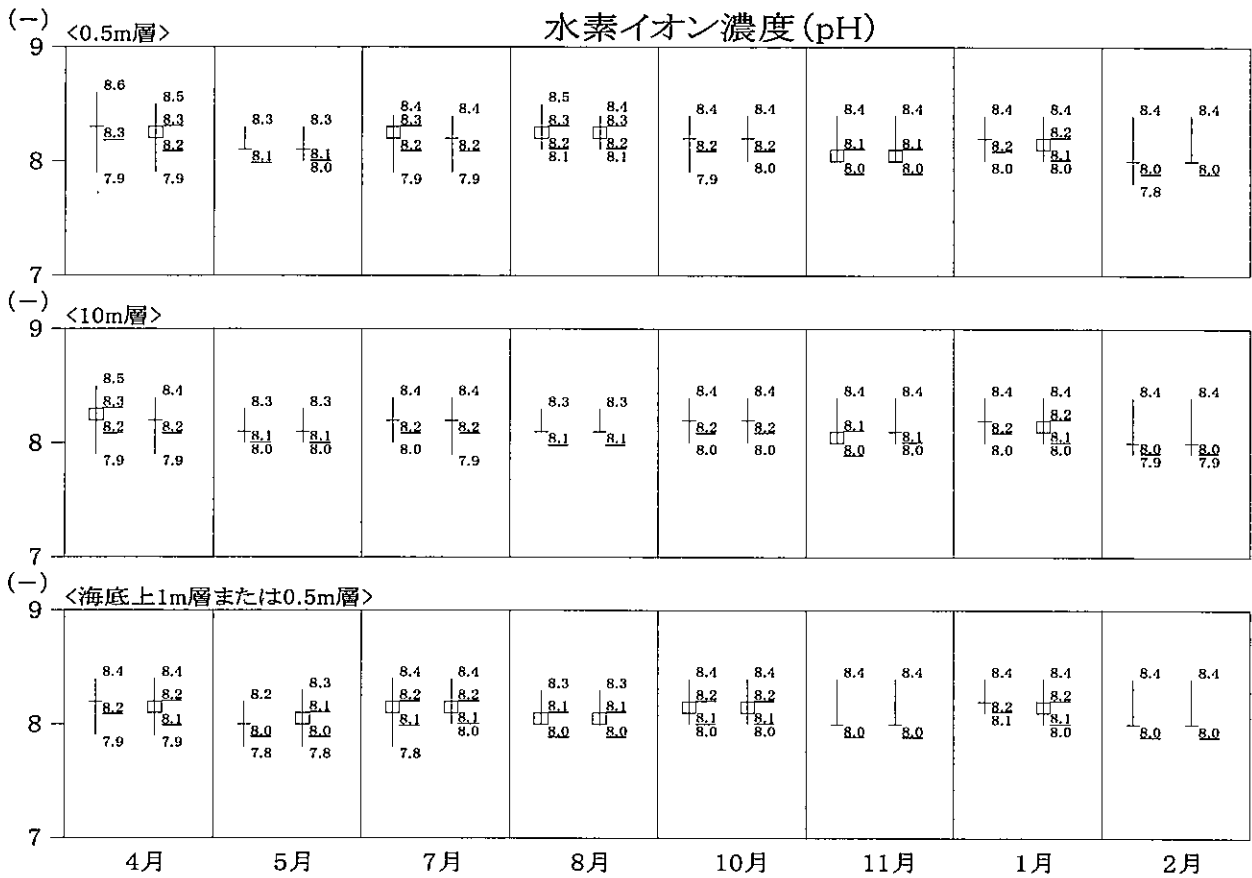 水素イオン濃度(pH)
(−)
<0.5m層>
9
8.6 8.5 8.3 8.3 8.4 8.4 8.5 8.4 8.4 8.4 8.4 8.4 8.4 8.4 8.4 8.4
8.3 8.3 8.3 8.3 8.3 8.2
8.2 8.1 8.1 8.2 8.2 8.2 8.2 8.2 8.2 8.1 8.1 8.2 8.1 8.0 8.0
8
7.9 7.9 8.0 7.9 7.9 8.1 8.1 7.9 8.0 8.0 8.0 8.0 8.0 7.8
7
(−)
<10m層>
9
8.5 8.4 8.3 8.3 8.4 8.4 8.3 8.3 8.4 8.4 8.4 8.4 8.4 8.4 8.4 8.4
8.3 8.2
8.2 8.2 8.1 8.1 8.2 8.2 8.1 8.1 8.2 8.2 8.1 8.1 8.2 8.1 8.0 8.0
8
7.9 7.9 8.0 8.0 8.0 7.9 8.0 8.0 8.0 8.0 8.0 8.0 7.9 7.9
7
(−)
<海底上1m層または0.5m層>
9
8.4 8.4 8.2 8.3 8.4 8.4 8.3 8.3 8.4 8.4 8.4 8.4 8.4 8.4 8.4 8.4
8.2 8.2 8.1 8.2 8.2 8.1 8.1 8.2 8.2 8.2 8.2
8.1 8.0 8.0 8.1 8.1 8.0 8.0 8.1 8.1 8.0 8.0 8.1 8.1 8.0 8.0
8
7.9 7.9 7.8 7.8 7.8 8.0 8.0 8.0 8.0
7
4月 5月 7月 8月 10月 11月 1月 2月